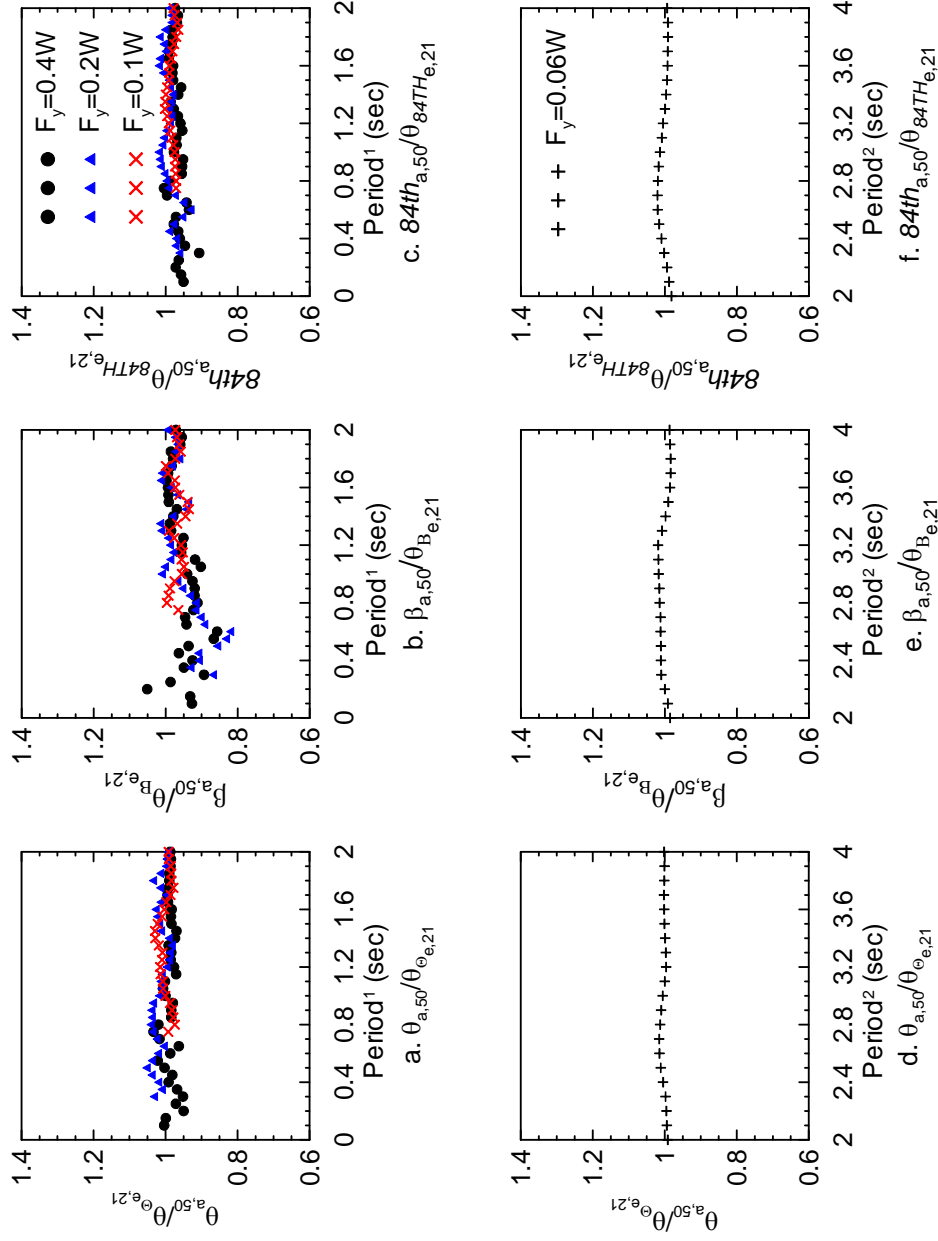 1.4
1.2
1
0.8
0.6
0 0.4 0.8 1.2 1.6 2
θa,50/θΘe,21
Period1 (sec)
a. θa,50/θΘe,21
1.4
1.2
1
0.8
0.6
0 0.4 0.8 1.2 1.6 2
βa,50/θBe,21
Period1 (sec)
b. βa,50/θBe,21
1.4
1.2
1
0.8
0.6
0 0.4 0.8 1.2 1.6 2
84tha,50/θ84THe,21
Fy=0.4W
Fy=0.2W
Fy=0.1W
Period1 (sec)
c. 84tha,50/θ84THe,21
1.4
1.2
1
0.8
0.6
2 2.4 2.8 3.2 3.6 4
θa,50/θΘe,21
Period2 (sec)
d. θa,50/θΘe,21
1.4
1.2
1
0.8
0.6
2 2.4 2.8 3.2 3.6 4
βa,50/θBe,21
Period2 (sec)
e. βa,50/θBe,21
1.4
1.2
1
0.8
0.6
2 2.4 2.8 3.2 3.6 4
84tha,50/θ84THe,21
Fy=0.06W
Period2 (sec)
f. 84tha,50/θ84THe,21